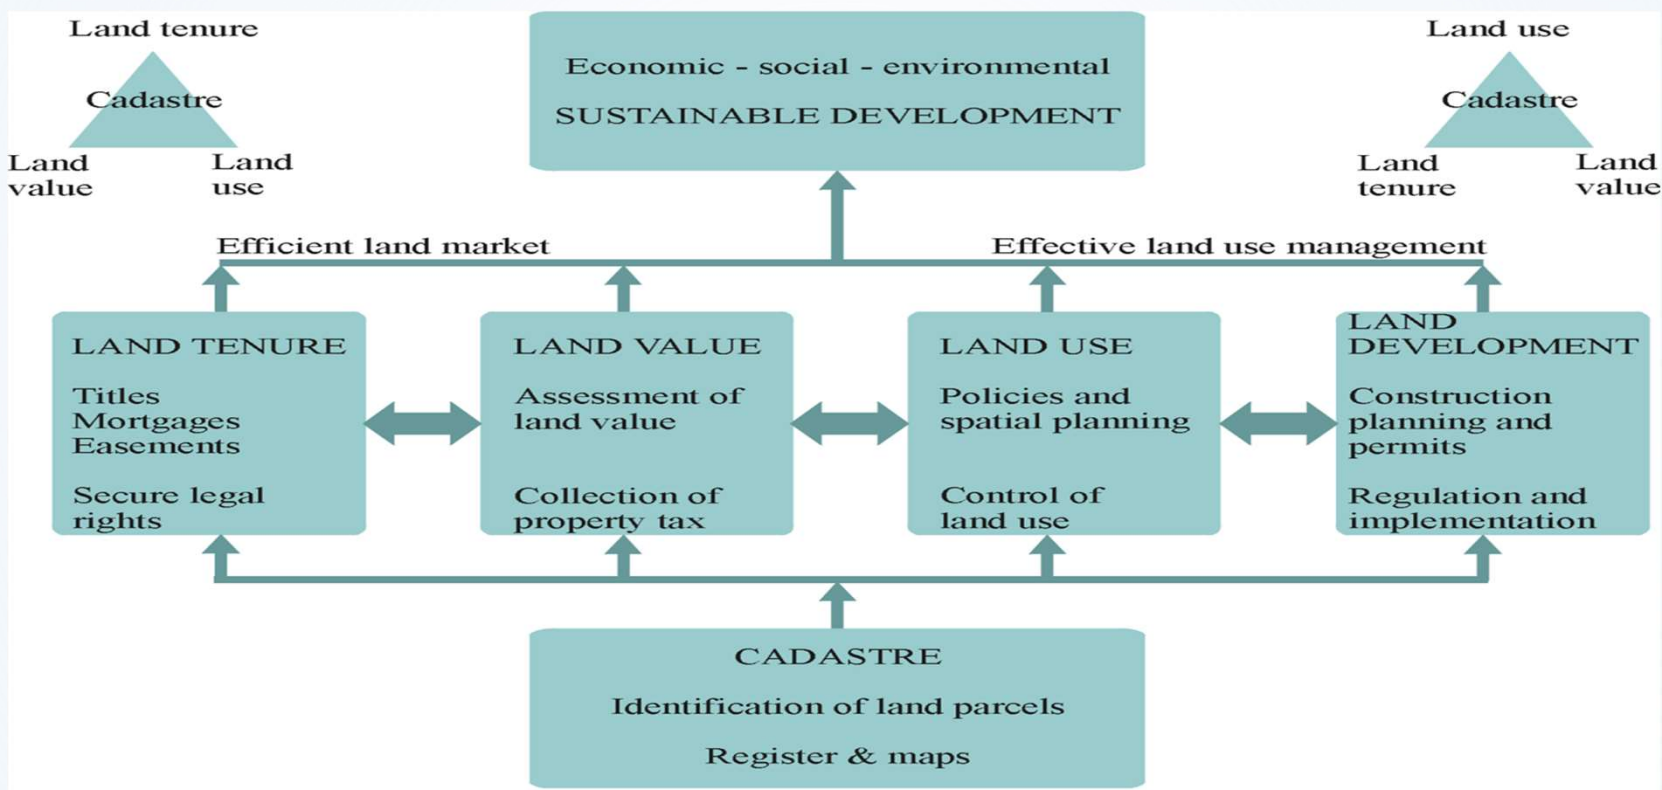 Land tenure
Cadastre
Land
value
Land
use
Economic - social - environmental
SUSTAINABLE DEVELOPMENT
Land use
Cadastre
Land
tenure
Land
value
Efficient land market
Effective land use management
LAND TENURE
Titles
Mortgages
Easements
Secure legal
rights
LAND VALUE
Assessment of
land value
Collection of
property tax
LAND USE
Policies and
spatial planning
Control of
land use
LAND
DEVELOPMENT
Construction
planning and
permits
Regulation and
implementation
CADASTRE
Identification of land parcels
Register & maps